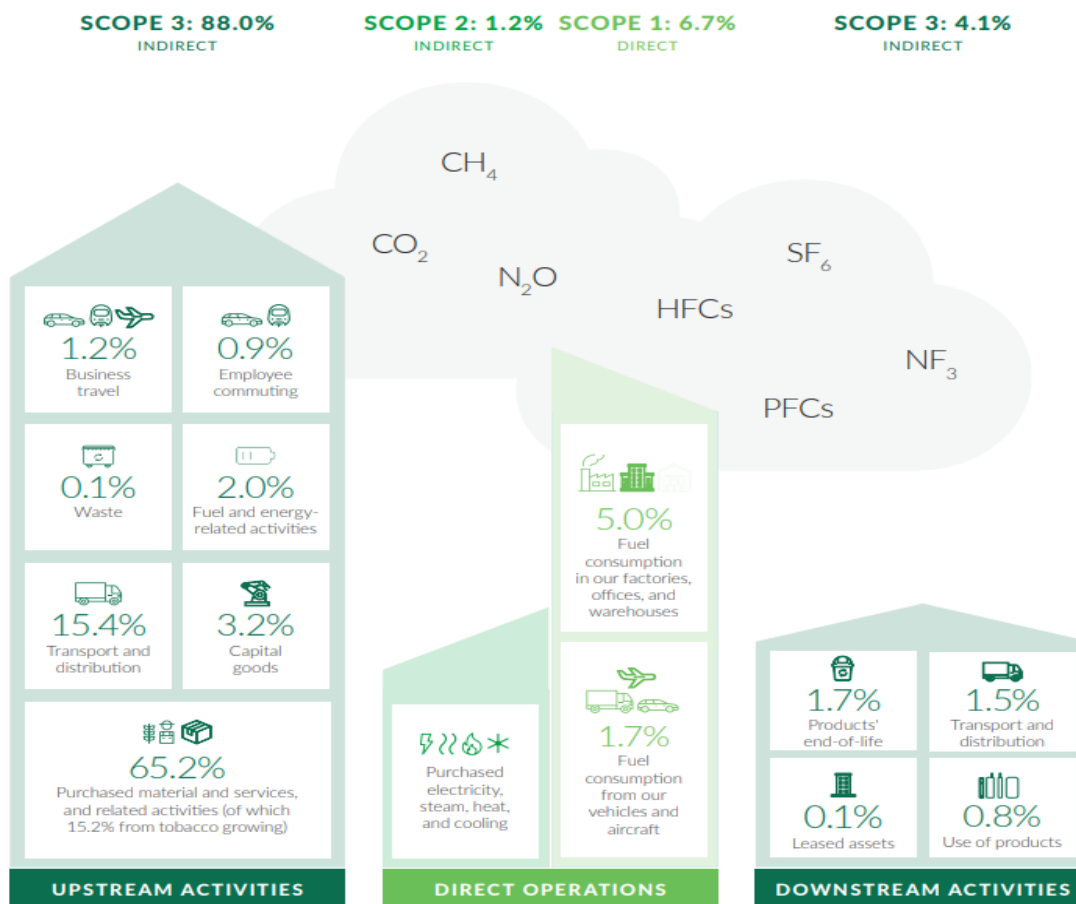 SCOPE 3: 88.0%
INDIRECT
SCOPE 2: 1.2%
INDIRECT
SCOPE 1: 6.7%
DIRECT
SCOPE 3: 4.1%
INDIRECT
CH₄
CO₂
N₂O
SF₆
HFCs
NF₃
PFCs
1.2%
Business
travel
0.9%
Employee
commuting
0.1%
Waste
2.0%
Fuel and energy-
related activities
15.4%
Transport and
distribution
3.2%
Capital
goods
65.2%
Purchased material and services,
and related activities (of which
15.2% from tobacco growing)
UPSTREAM ACTIVITIES
Purchased
electricity,
steam, heat,
and cooling
5.0%
Fuel
consumption
in our factories,
offices, and
warehouses
1.7%
Fuel
consumption
from our
vehicles and
aircraft
DIRECT OPERATIONS
1.7%
Products'
end-of-life
1.5%
Transport and
distribution
0.1%
Leased assets
0.8%
Use of products
DOWNSTREAM ACTIVITIES